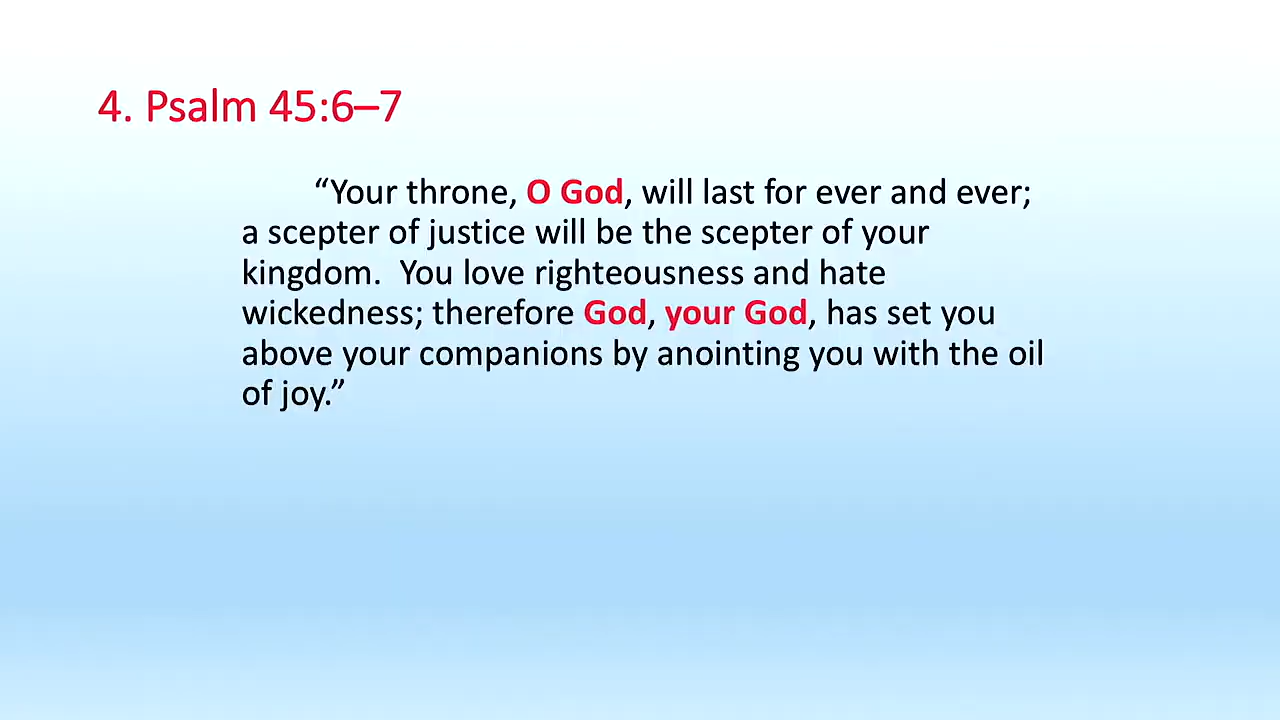 4. Psalm 45:6–7
“Your throne, O God, will last for ever and ever;
a scepter of justice will be the scepter of your
kingdom.  You love righteousness and hate
wickedness; therefore God, your God, has set you
above your companions by anointing you with the oil
of joy.”